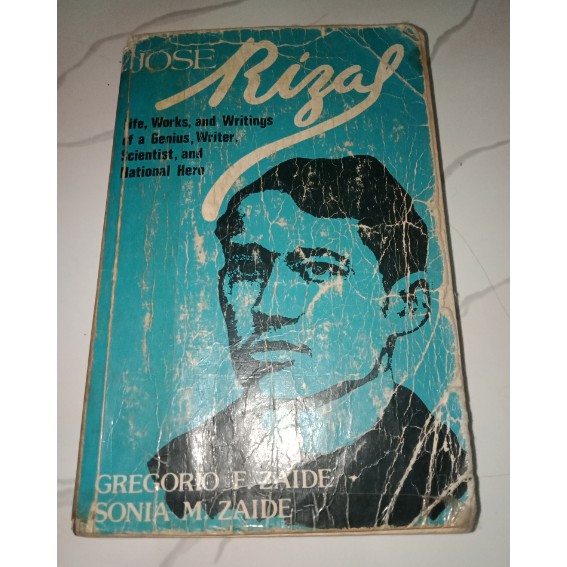 JOSE Rizal
Life, Works, and Writings
of a Genius, Writer,
Scientist, and
National Hero
GREGORIO F. ZAIDE
SONIA M. ZAIDE